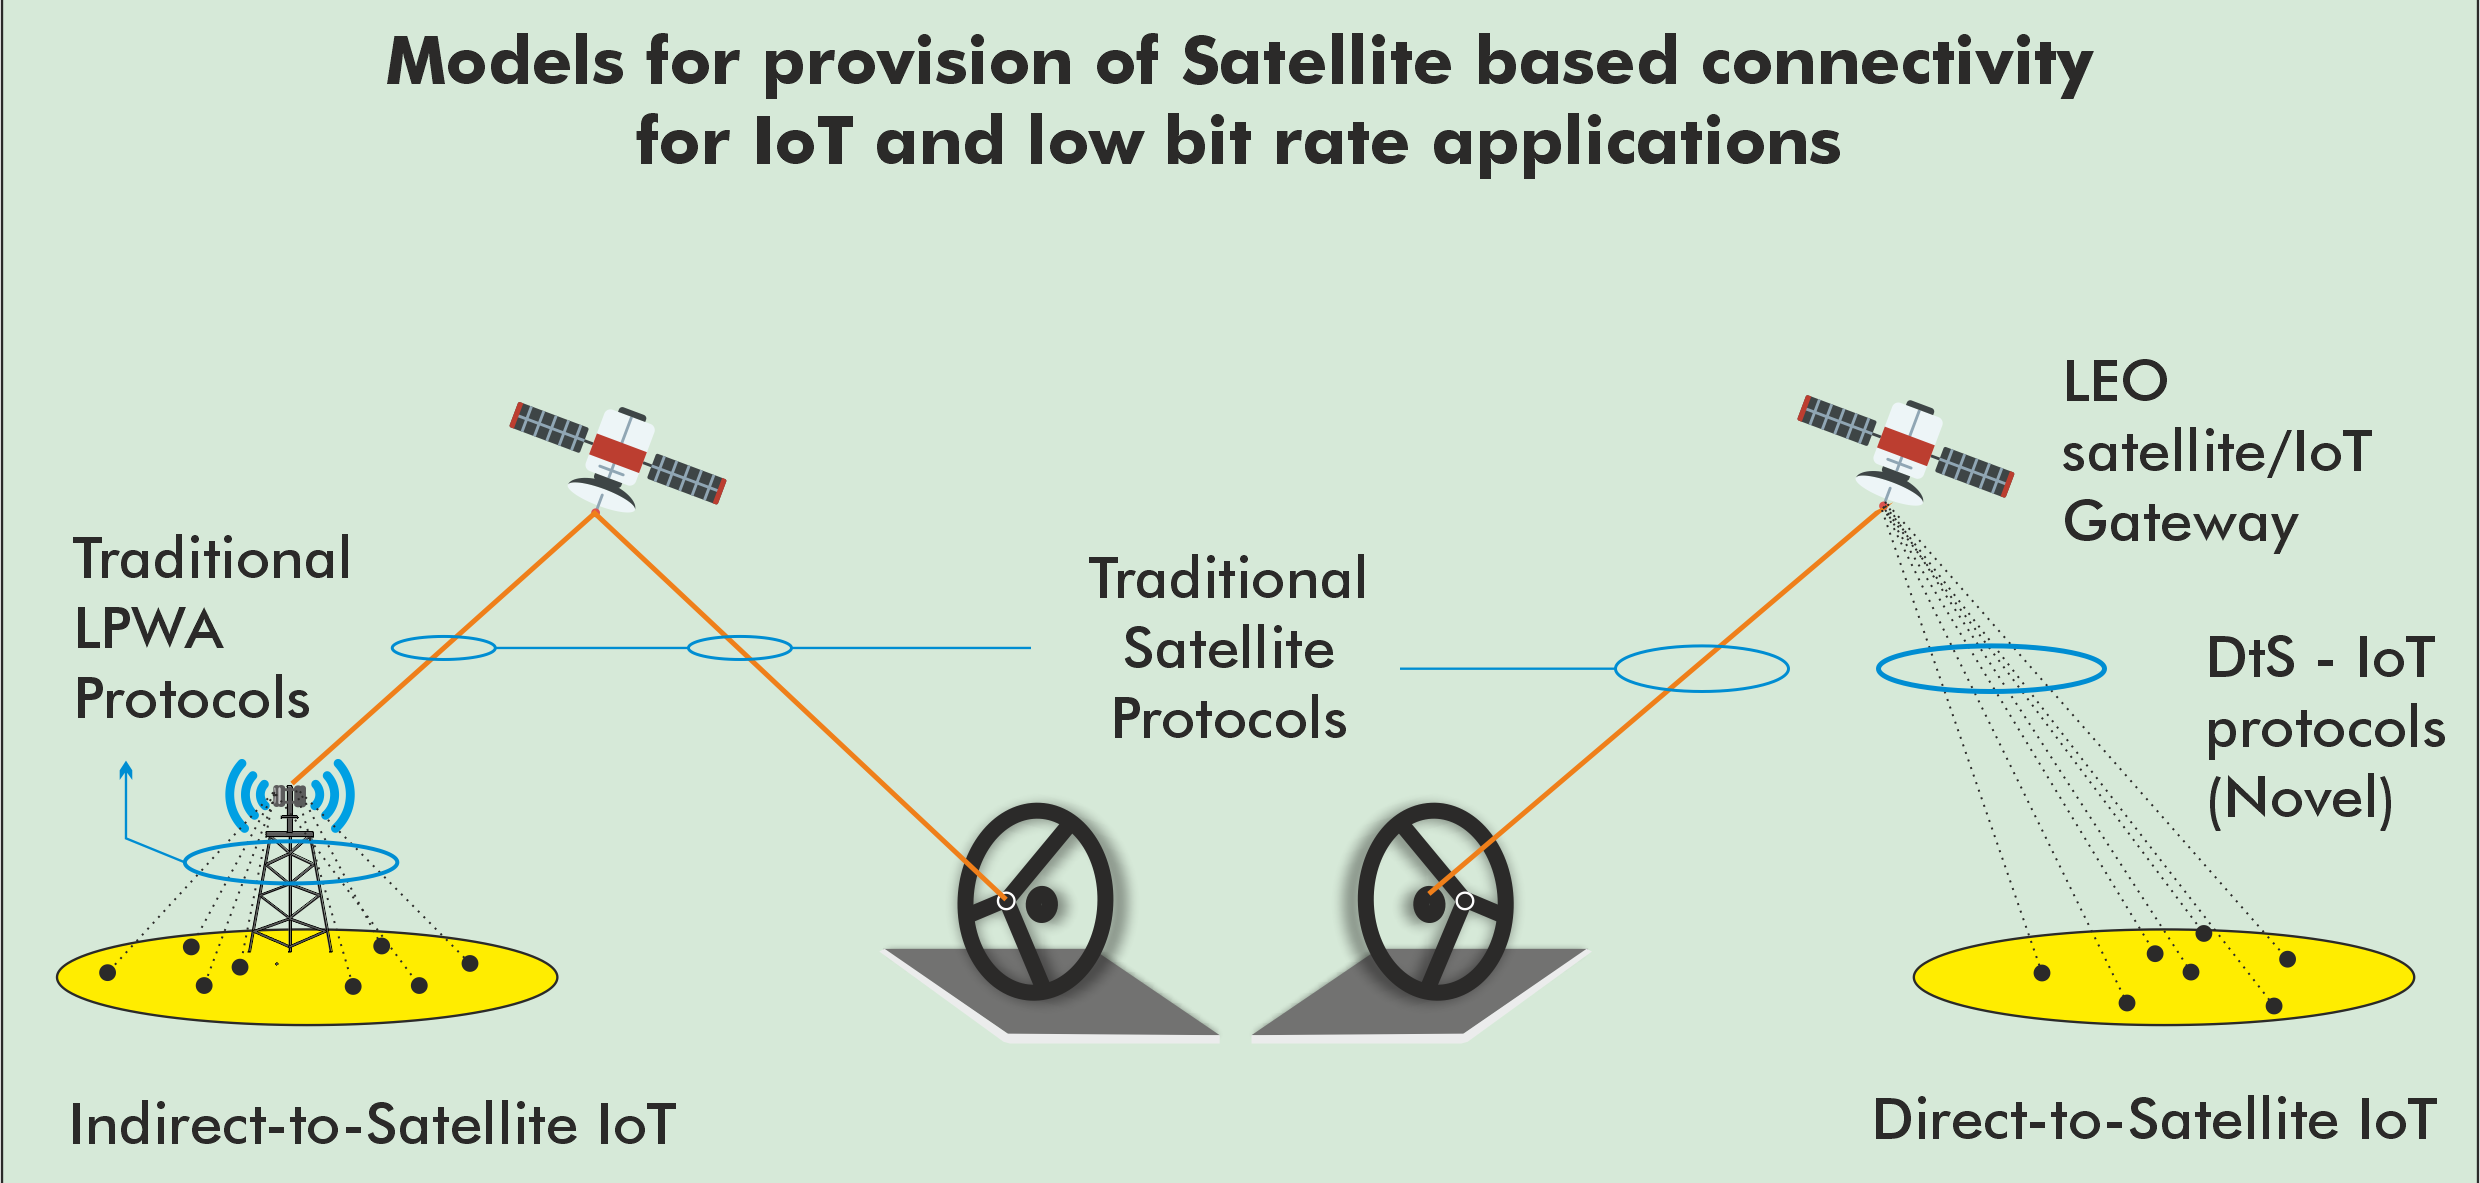 Models for provision of Satellite based connectivity
for IoT and low bit rate applications
LEO
satellite/IoT
Gateway
Traditional
LPWA
Protocols
Traditional
Satellite
Protocols
DtS - IoT
protocols
(Novel)
Indirect-to-Satellite IoT
Direct-to-Satellite IoT